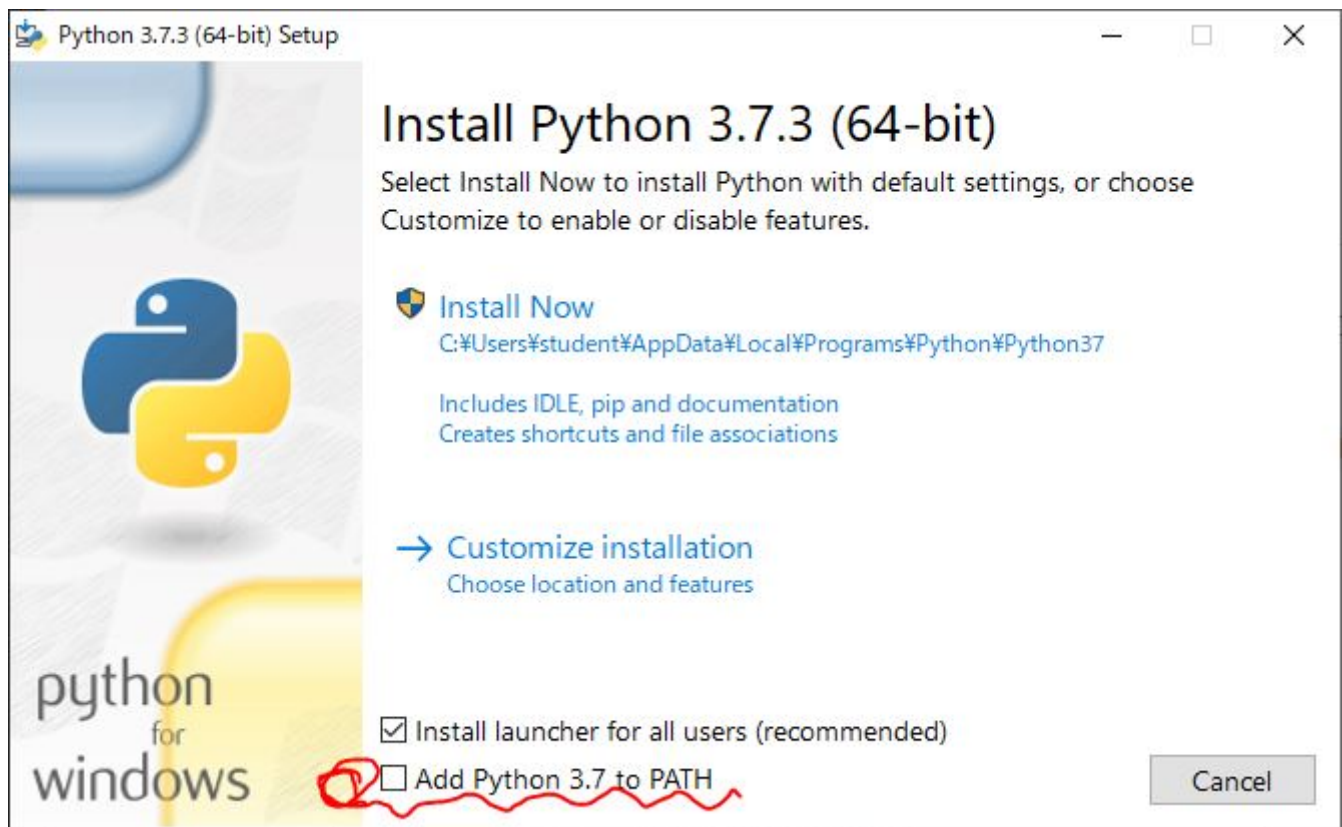 Python 3.7.3 (64-bit) Setup
Install Python 3.7.3 (64-bit)
Select Install Now to install Python with default settings, or choose
Customize to enable or disable features.
Install Now
C:¥Users¥student¥AppData¥Local¥Programs¥Python¥Python37
Includes IDLE, pip and documentation
Creates shortcuts and file associations
Customize installation
Choose location and features
python
for
windows
Install launcher for all users (recommended)
Add Python 3.7 to PATH
Cancel